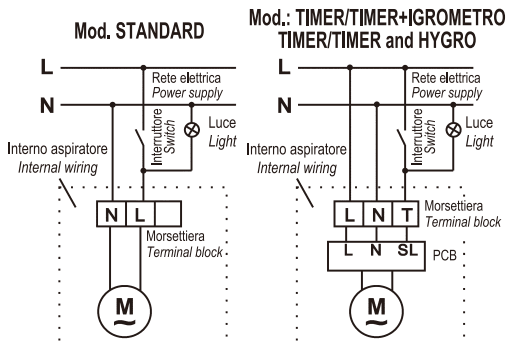 Mod. STANDARD
L
N
Rete elettrica
Power supply
Interruttore
Switch
Luce
Light
Interno aspiratore
Internal wiring
N L
Morsettiera
Terminal block
M
~
Mod.: TIMER/TIMER+IGROMETRO
TIMER/TIMER and HYGRO
L
N
Rete elettrica
Power supply
Interruttore
Switch
Luce
Light
Interno aspiratore
Internal wiring
L N T
Morsettiera
Terminal block
L N SL
PCB
M
~